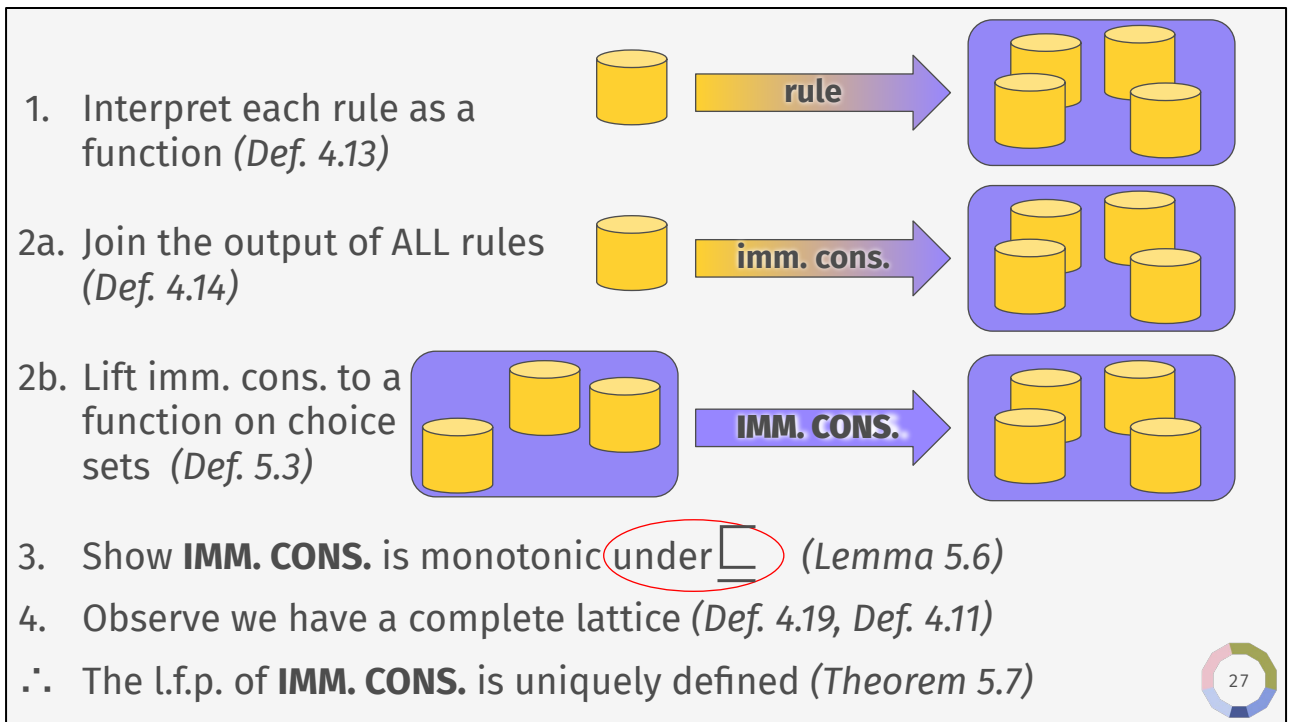 1. Interpret each rule as a
function (Def. 4.13)
rule
2a. Join the output of ALL rules
(Def. 4.14)
imm. cons.
2b. Lift imm. cons. to a
function on choice
sets (Def. 5.3)
IMM. CONS.
3. Show IMM. CONS. is monotonic under ⊑ (Lemma 5.6)
4. Observe we have a complete lattice (Def. 4.19, Def. 4.11)
∴ The l.f.p. of IMM. CONS. is uniquely defined (Theorem 5.7)
27